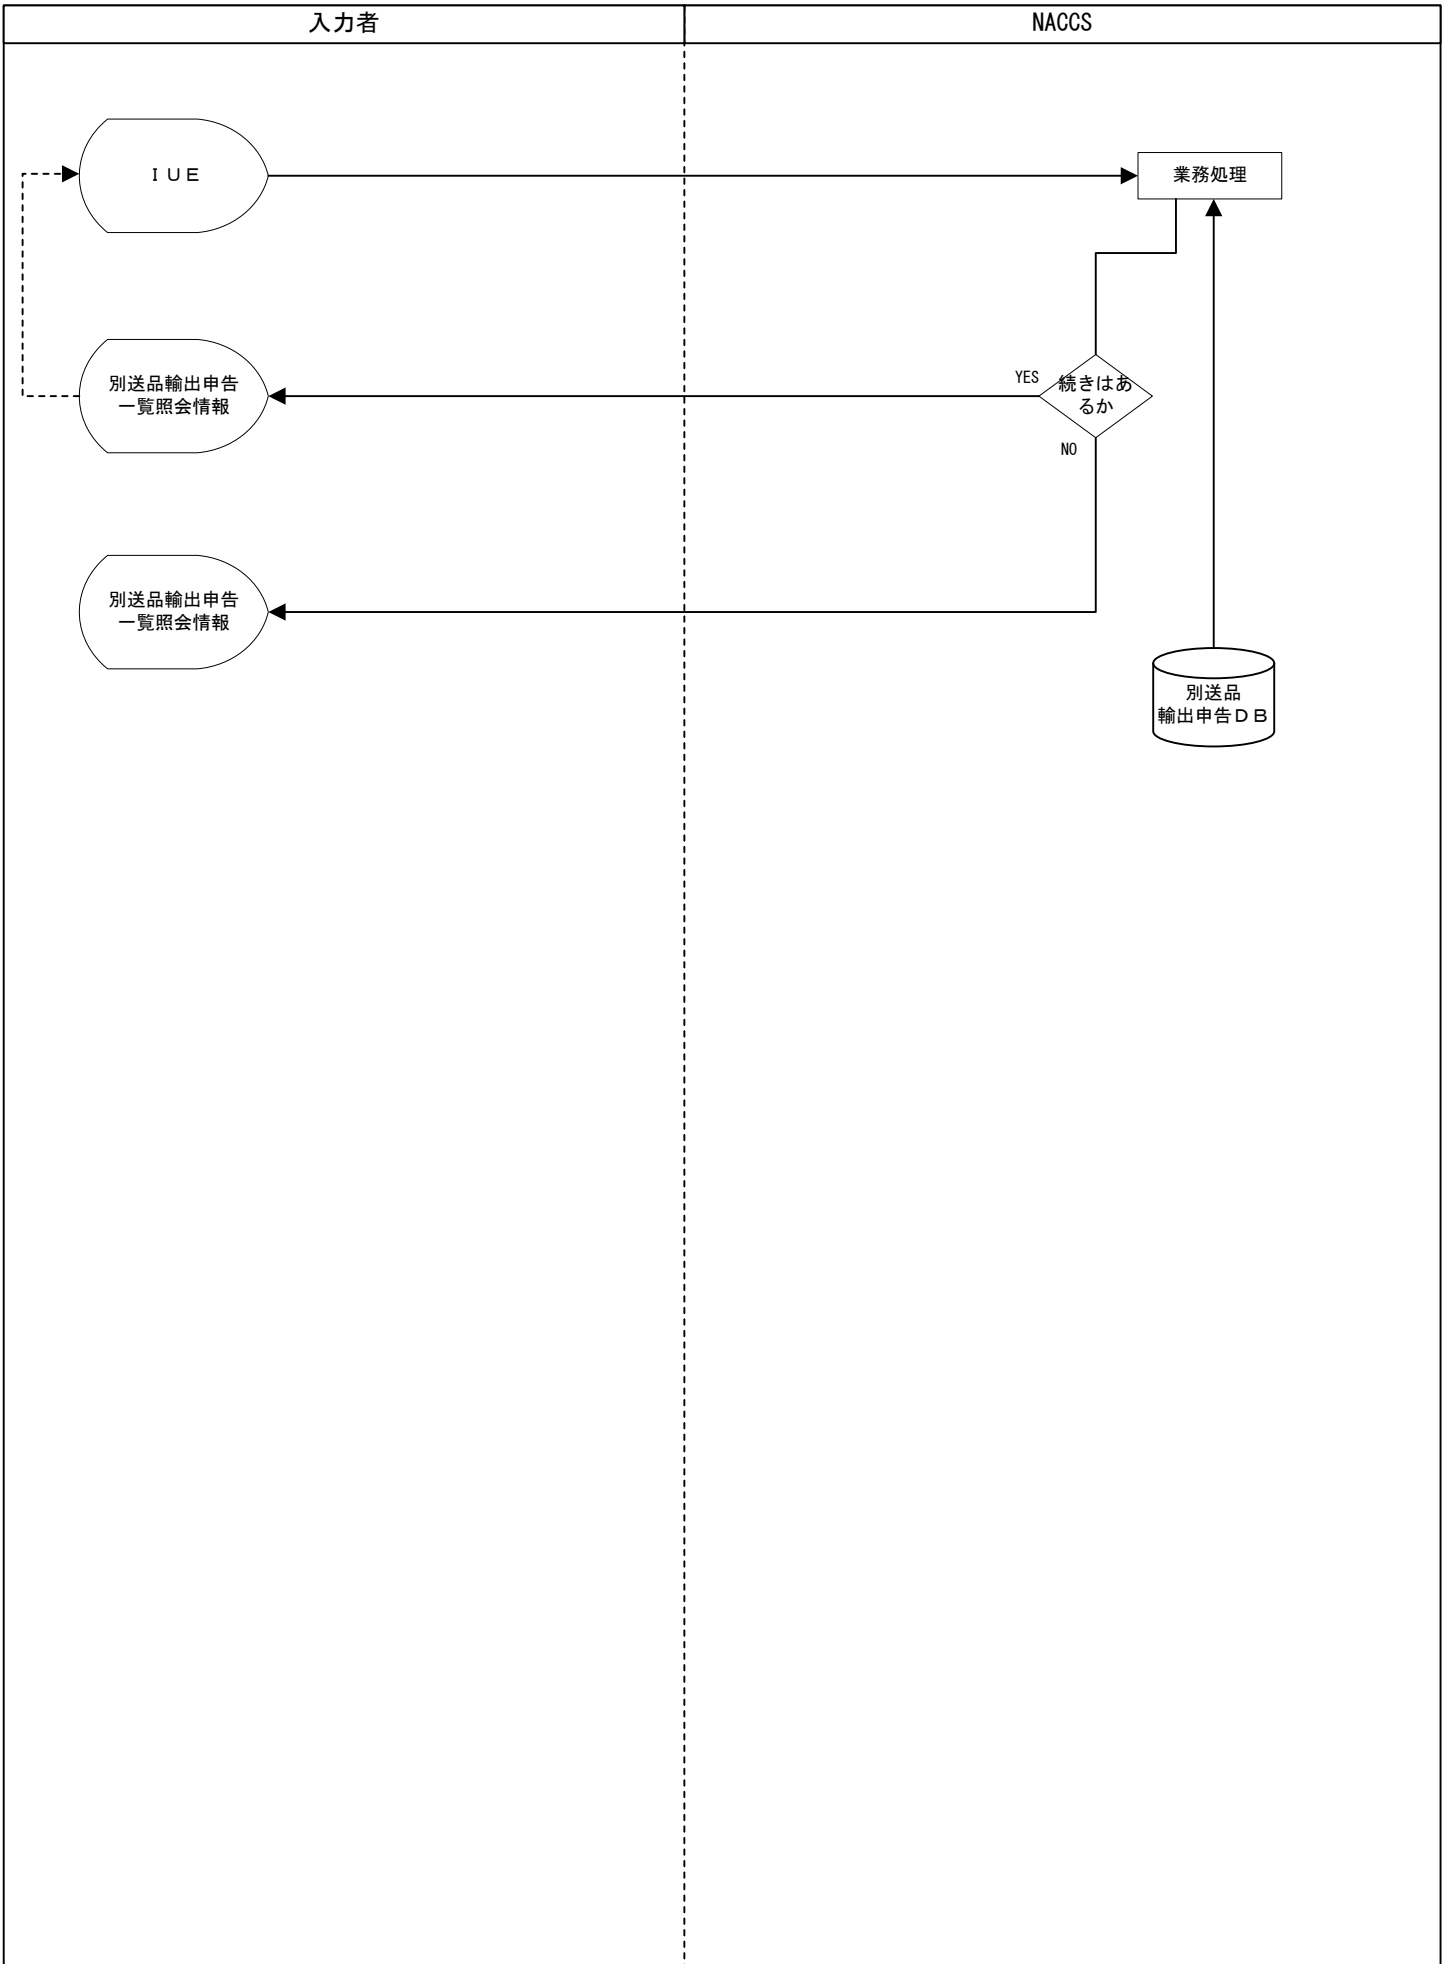 入力者
NACCS
ＩＵＥ
業務処理
別送品輸出申告
一覧照会情報
YES
続きはあ
るか
NO
別送品輸出申告
一覧照会情報
別送品
輸出申告ＤＢ